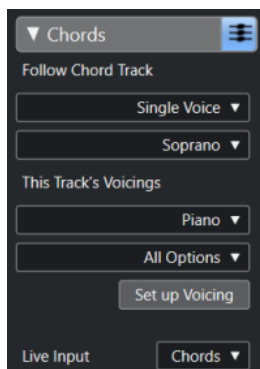 Chords
Follow Chord Track
Single Voice
Soprano
This Track's Voicings
Piano
All Options
Set up Voicing
Live Input Chords